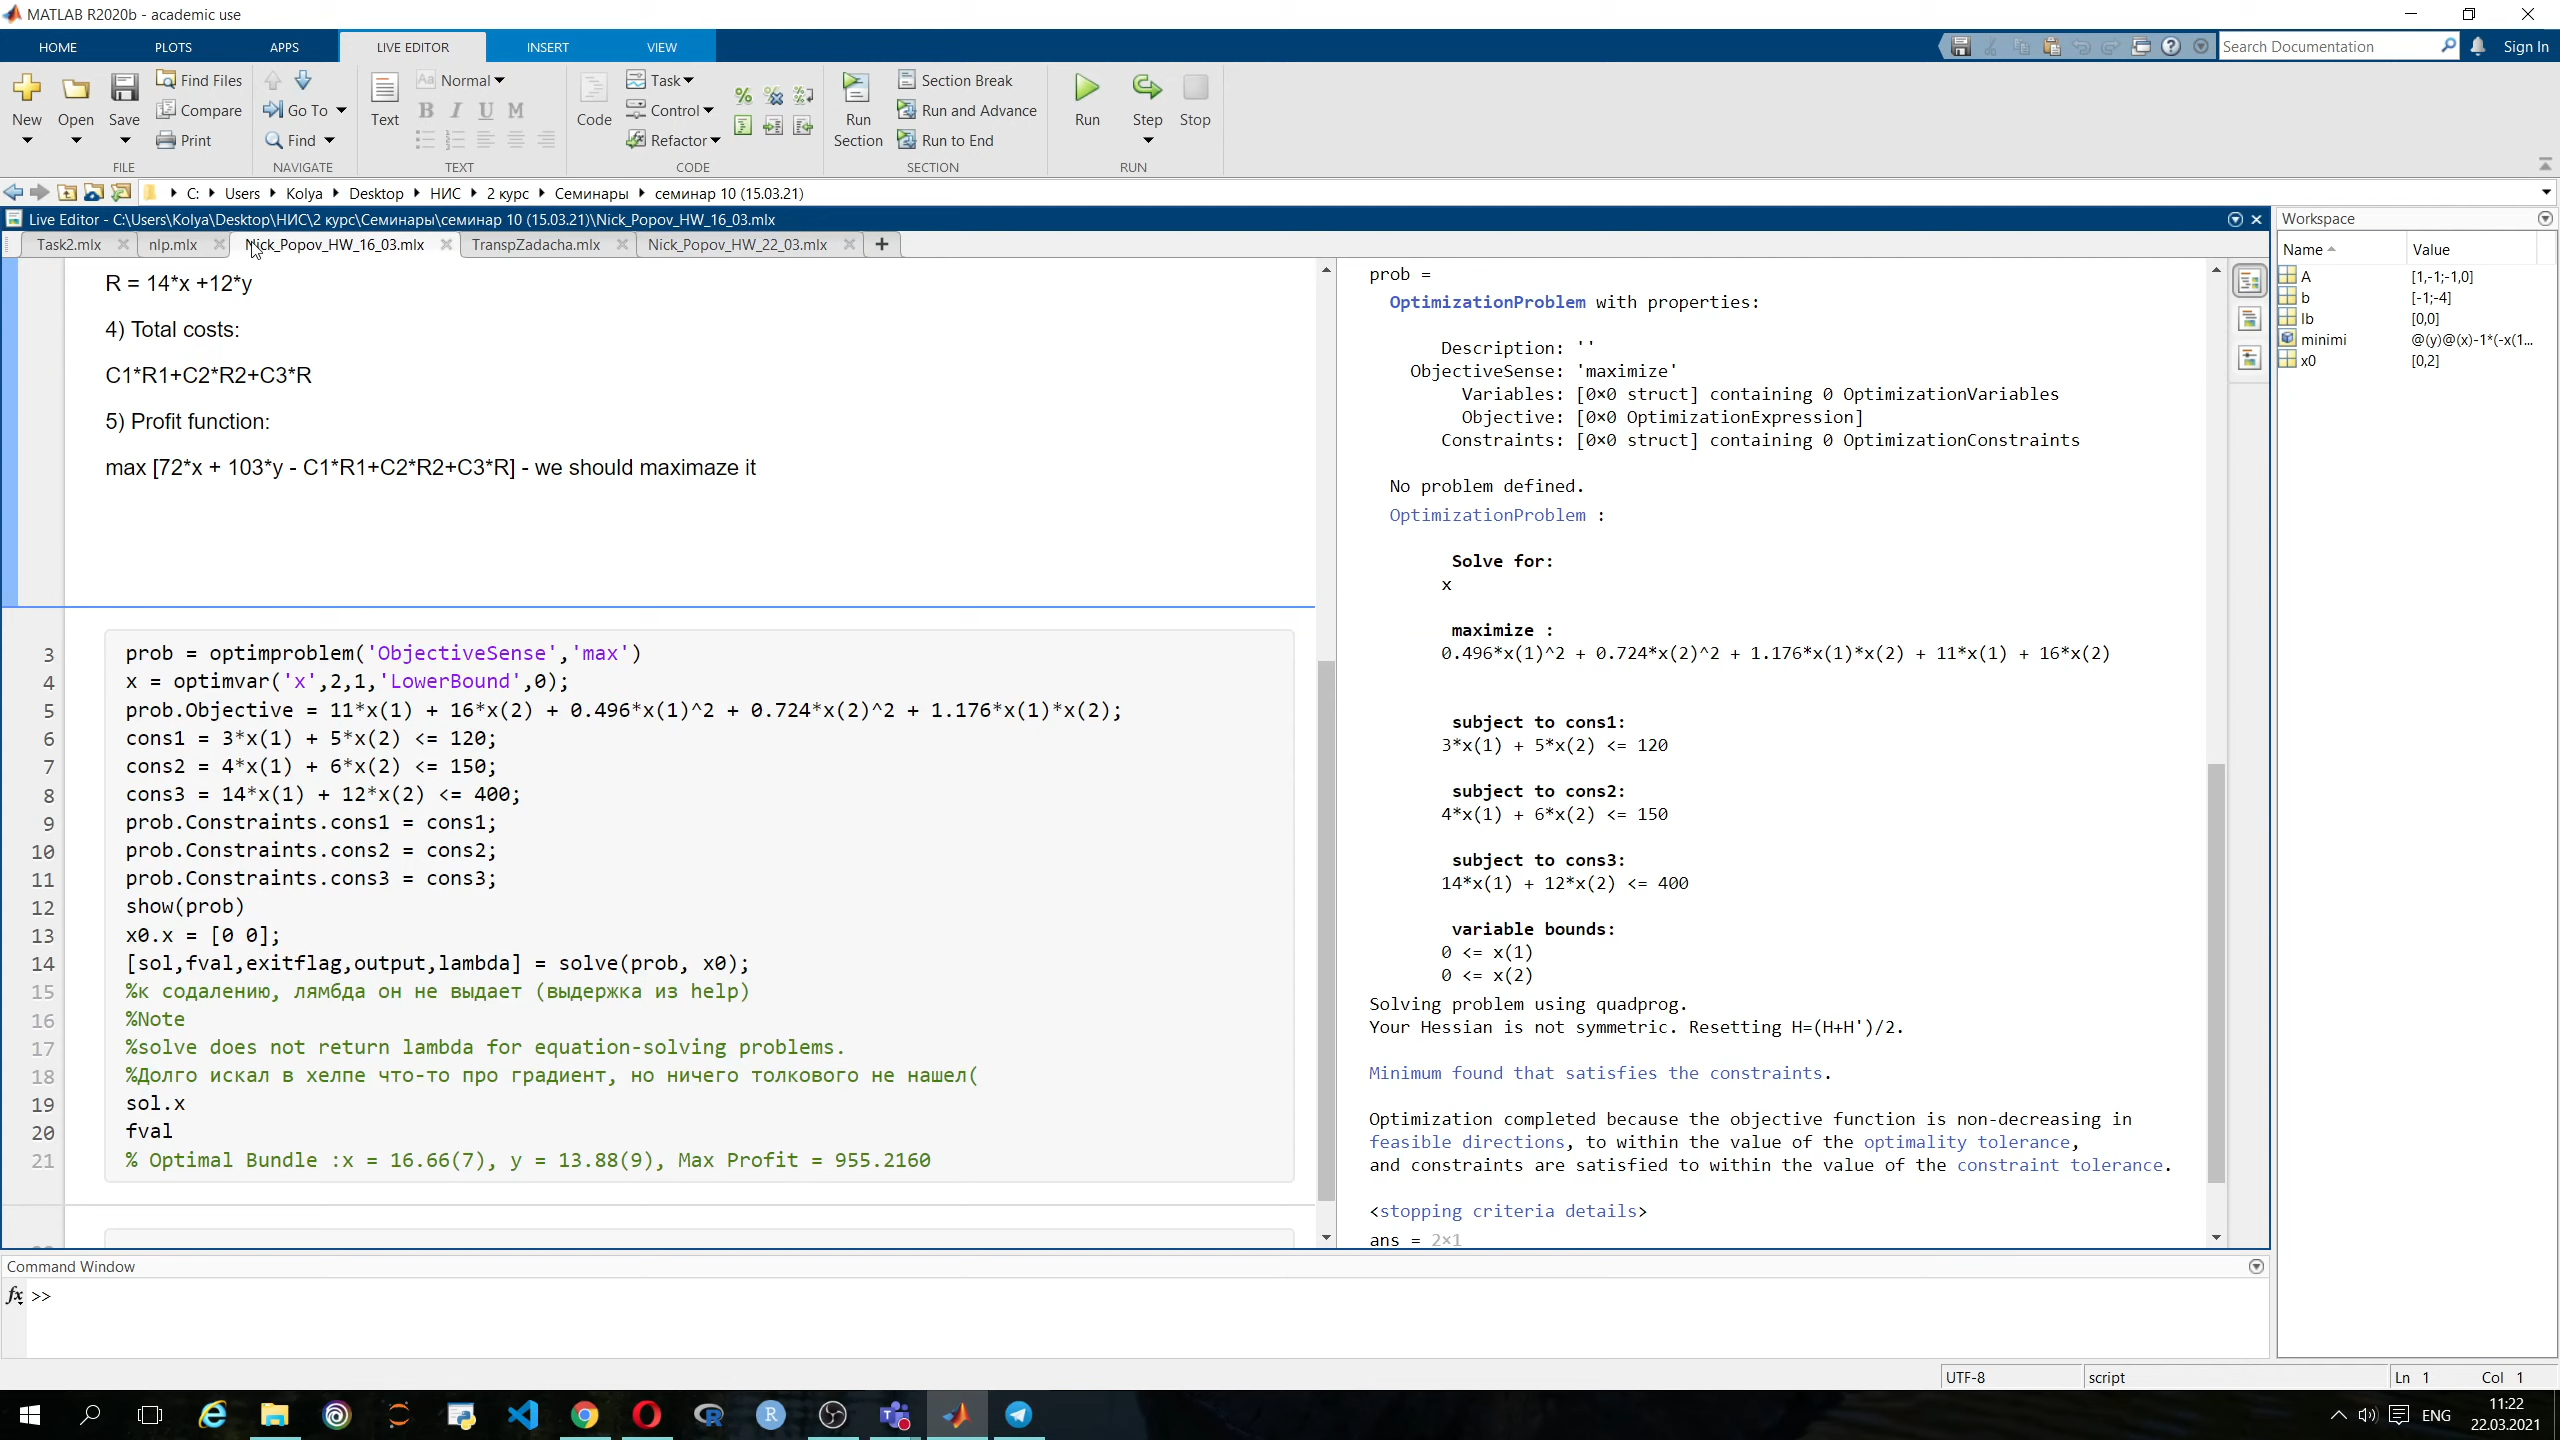 MATLAB R2020b - academic use
HOME PLOTS APPS LIVE EDITOR INSERT VIEW
Search Documentation Sign In
New Open Save Find Files Compare Print
FILE
Go To Find
NAVIGATE
Text Aa Normal
B I U M
TEXT
Code Task Control Refactor
CODE
Run Section Section Break Run and Advance Run to End
SECTION
Run Step Stop
RUN
C: Users Kolya Desktop НИС 2 курс Семинары семинар 10 (15.03.21)
Live Editor - C:\Users\Kolya\Desktop\НИС\2 курс\Семинары\семинар 10 (15.03.21)\Nick_Popov_HW_16_03.mlx
Task2.mlx nlp.mlx Nick_Popov_HW_16_03.mlx TranspZadacha.mlx Nick_Popov_HW_22_03.mlx
R = 14*x +12*y
4) Total costs:
C1*R1+C2*R2+C3*R
5) Profit function:
max [72*x + 103*y - C1*R1+C2*R2+C3*R] - we should maximaze it
3 prob = optimproblem('ObjectiveSense','max')
4 x = optimvar('x',2,1,'LowerBound',0);
5 prob.Objective = 11*x(1) + 16*x(2) + 0.496*x(1)^2 + 0.724*x(2)^2 + 1.176*x(1)*x(2);
6 cons1 = 3*x(1) + 5*x(2) <= 120;
7 cons2 = 4*x(1) + 6*x(2) <= 150;
8 cons3 = 14*x(1) + 12*x(2) <= 400;
9 prob.Constraints.cons1 = cons1;
10 prob.Constraints.cons2 = cons2;
11 prob.Constraints.cons3 = cons3;
12 show(prob)
13 x0.x = [0 0];
14 [sol,fval,exitflag,output,lambda] = solve(prob, x0);
15 %к содалению, лямбда он не выдает (выдержка из help)
16 %Note
17 %solve does not return lambda for equation-solving problems.
18 %Долго искал в хелпе что-то про градиент, но ничего толкового не нашел(
19 sol.x
20 fval
21 % Optimal Bundle :x = 16.66(7), y = 13.88(9), Max Profit = 955.2160
prob =
OptimizationProblem with properties:
Description: ''
ObjectiveSense: 'maximize'
Variables: [0×0 struct] containing 0 OptimizationVariables
Objective: [0×0 OptimizationExpression]
Constraints: [0×0 struct] containing 0 OptimizationConstraints
No problem defined.
OptimizationProblem :
Solve for:
x
maximize :
0.496*x(1)^2 + 0.724*x(2)^2 + 1.176*x(1)*x(2) + 11*x(1) + 16*x(2)
subject to cons1:
3*x(1) + 5*x(2) <= 120
subject to cons2:
4*x(1) + 6*x(2) <= 150
subject to cons3:
14*x(1) + 12*x(2) <= 400
variable bounds:
0 <= x(1)
0 <= x(2)
Solving problem using quadprog.
Your Hessian is not symmetric. Resetting H=(H+H')/2.
Minimum found that satisfies the constraints.
Optimization completed because the objective function is non-decreasing in
feasible directions, to within the value of the optimality tolerance,
and constraints are satisfied to within the value of the constraint tolerance.
<stopping criteria details>
ans = 2×1
Workspace
Name Value
A [1,-1;-1,0]
b [-1;-4]
lb [0,0]
minimi @(y)@(x)-1*(-x(1...
x0 [0,2]
Command Window
fx >>
UTF-8 script Ln 1 Col 1
ENG 11:22
22.03.2021